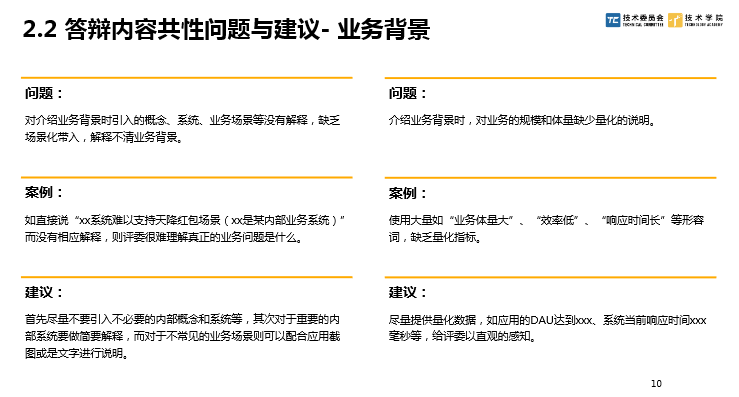 2.2 答辩内容共性问题与建议- 业务背景
TC 技术委员会
TECHNICAL COMMITTEE
技术学院
TECHNOLOGY ACADEMY
问题：
对介绍业务背景时引入的概念、系统、业务场景等没有解释，缺乏
场景化带入，解释不清业务背景。
案例：
如直接说“xx系统难以支持天降红包场景（xx是某内部业务系统）”
而没有相应解释，则评委很难理解真正的业务问题是什么。
建议：
首先尽量不要引入不必要的内部概念和系统等，其次对于重要的内
部系统要做简要解释，而对于不常见的业务场景则可以配合应用截
图或是文字进行说明。
问题：
介绍业务背景时，对业务的规模和体量缺少量化的说明。
案例：
使用大量如“业务体量大”、“效率低”、“响应时间长”等形容
词，缺乏量化指标。
建议：
尽量提供量化数据，如应用的DAU达到xxx、系统当前响应时间xxx
毫秒等，给评委以直观的感知。
10